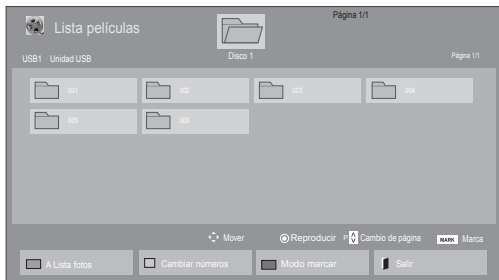 Página 1/1
Lista películas
Disco 1
USB1 Unidad USB
Página 1/1
001 002 003 004
005 006
Mover Reproducir P Cambio de página MARK Marca
A Lista fotos Cambiar números Modo marcar Salir